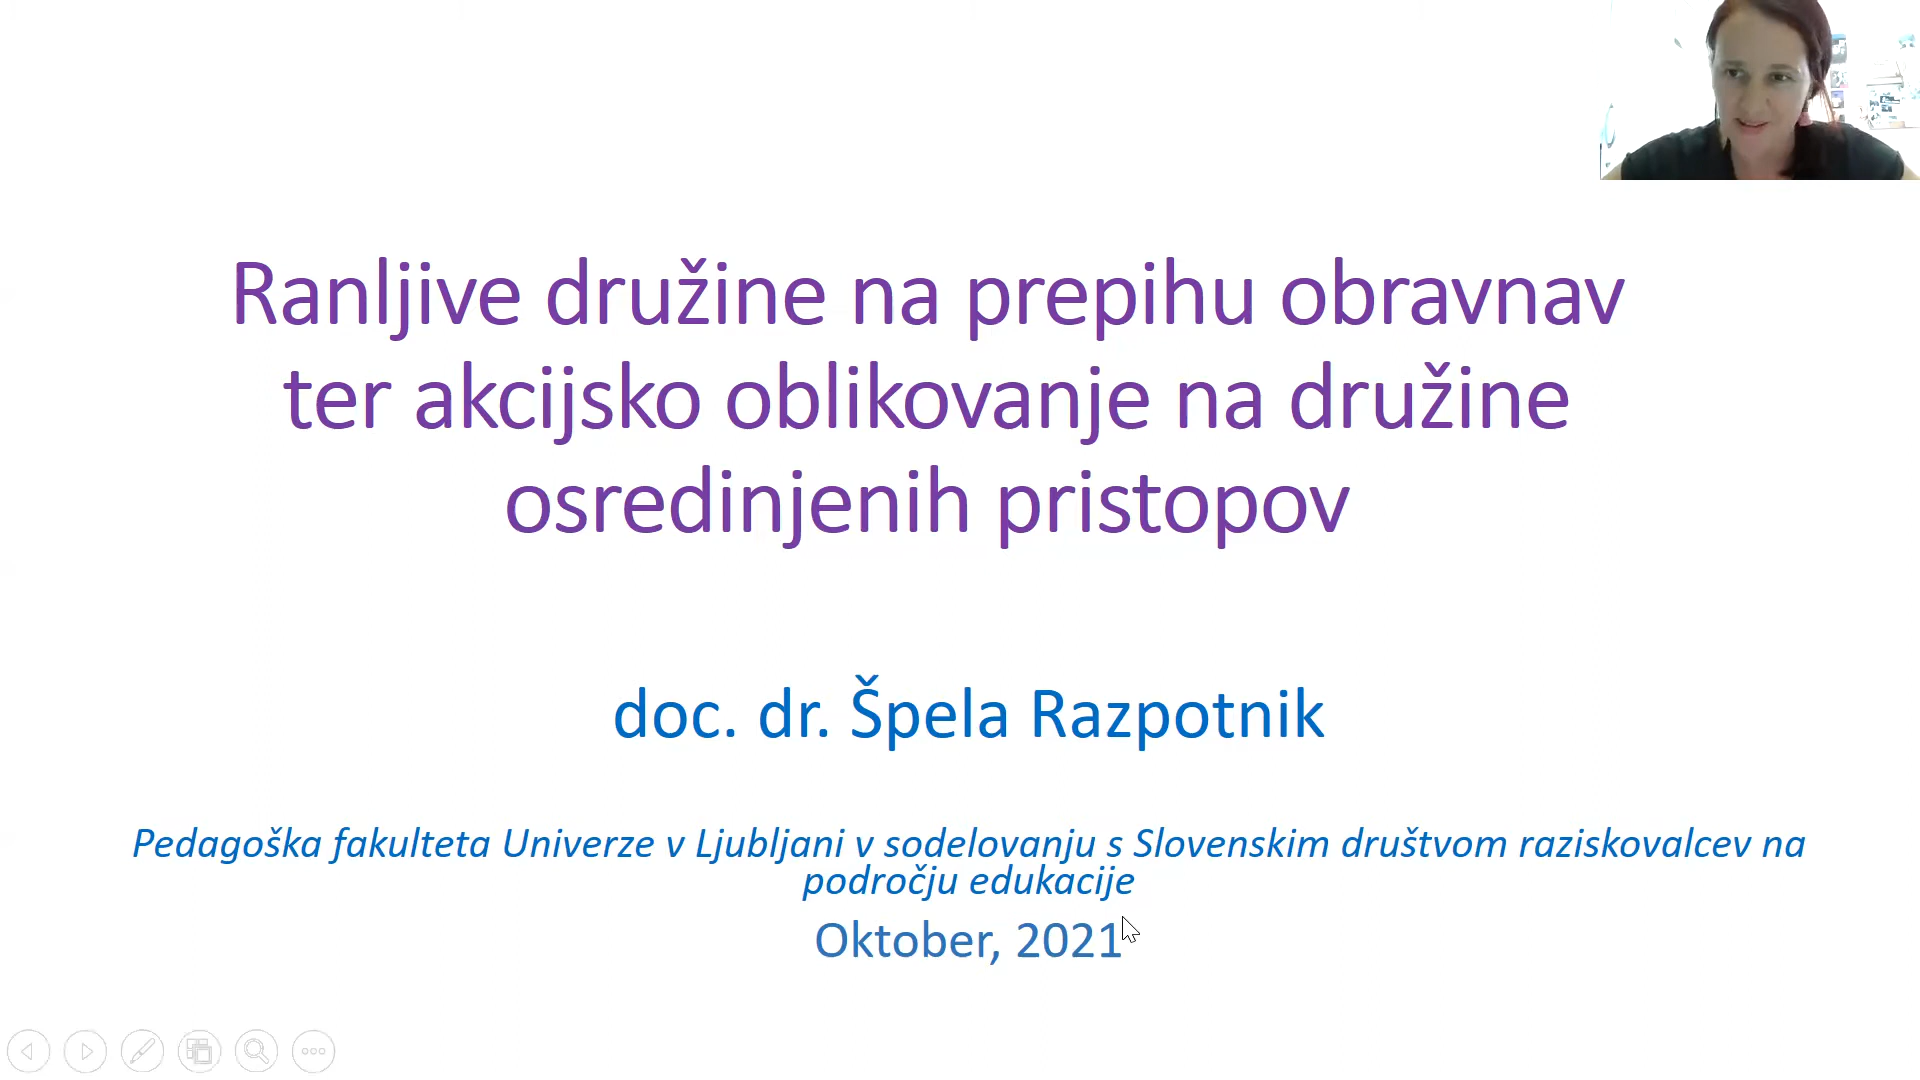 Ranljive družine na prepihu obravnav
ter akcijsko oblikovanje na družine
osredinjenih pristopov
doc. dr. Špela Razpotnik
Pedagoška fakulteta Univerze v Ljubljani v sodelovanju s Slovenskim društvom raziskovalcev na
področju edukacije
Oktober, 2021